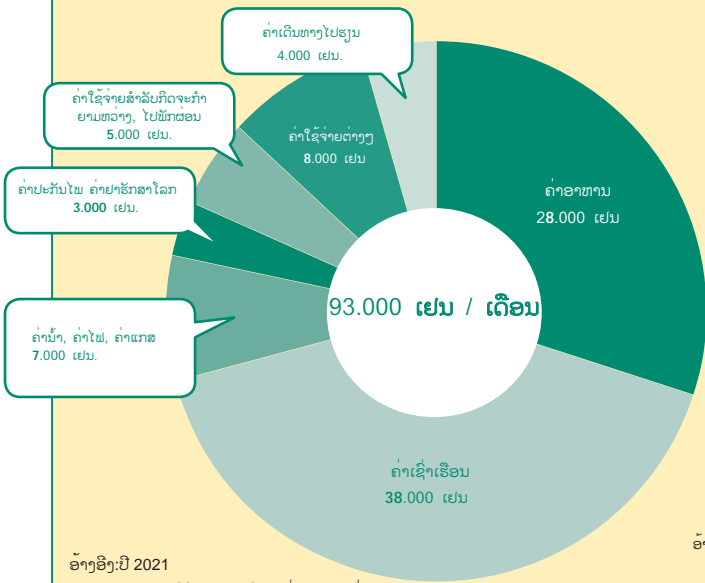 ຄ່າເດີນທາງໄປຮຽນ
4.000 ເຢນ.
ຄ່າໃຊ້ຈ່າຍສຳລັບກິດຈະກຳ
ຍາມຫວ່າງ, ໄປພັກຜ່ອນ
5.000 ເຢນ.
ຄ່າໃຊ້ຈ່າຍຕ່າງໆ
8.000 ເຢນ
ຄ່າປະກັນໄພ ຄ່າຢາຮັກສາໂລກ
3.000 ເຢນ.
ຄ່າອາຫານ
28.000 ເຢນ
93.000 ເຢນ / ເດືອນ
ຄ່ານ້ຳ, ຄ່າໄຟ, ຄ່າແກສ
7.000 ເຢນ.
ຄ່າເຊົ່າເຮືອນ
38.000 ເຢນ
ອ້າງອີງ:ປີ 2021